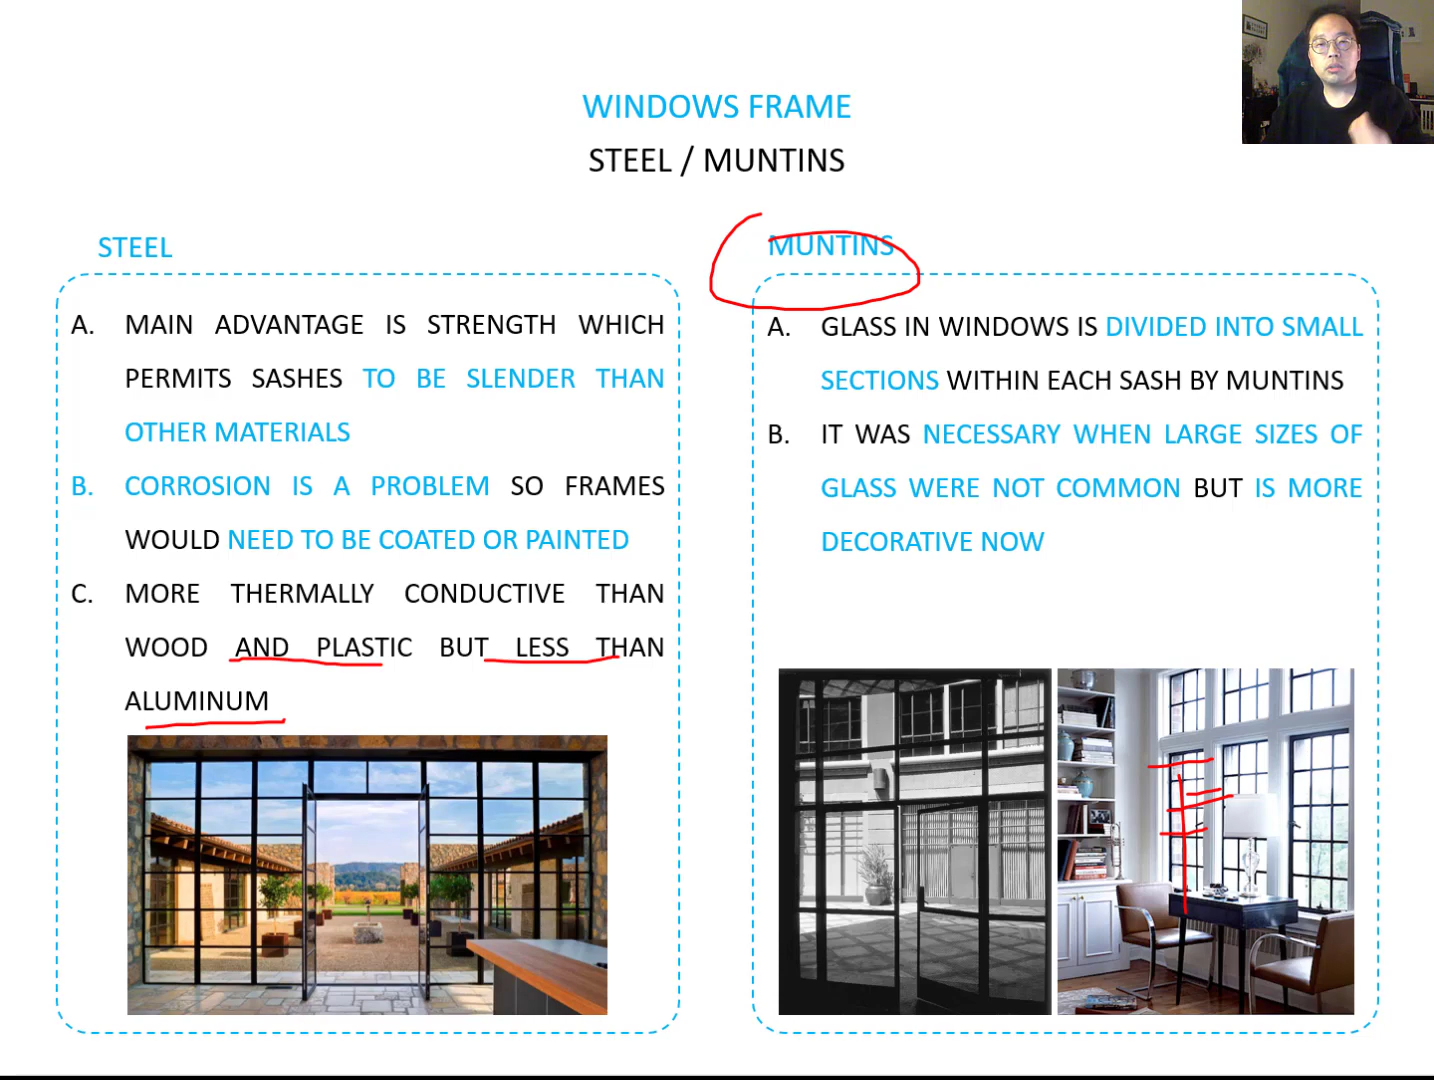 WINDOWS FRAME
STEEL / MUNTINS
STEEL
A. MAIN ADVANTAGE IS STRENGTH WHICH
PERMITS SASHES TO BE SLENDER THAN
OTHER MATERIALS
B. CORROSION IS A PROBLEM SO FRAMES
WOULD NEED TO BE COATED OR PAINTED
C. MORE THERMALLY CONDUCTIVE THAN
WOOD AND PLASTIC BUT LESS THAN
ALUMINUM
MUNTINS
A. GLASS IN WINDOWS IS DIVIDED INTO SMALL
SECTIONS WITHIN EACH SASH BY MUNTINS
B. IT WAS NECESSARY WHEN LARGE SIZES OF
GLASS WERE NOT COMMON BUT IS MORE
DECORATIVE NOW